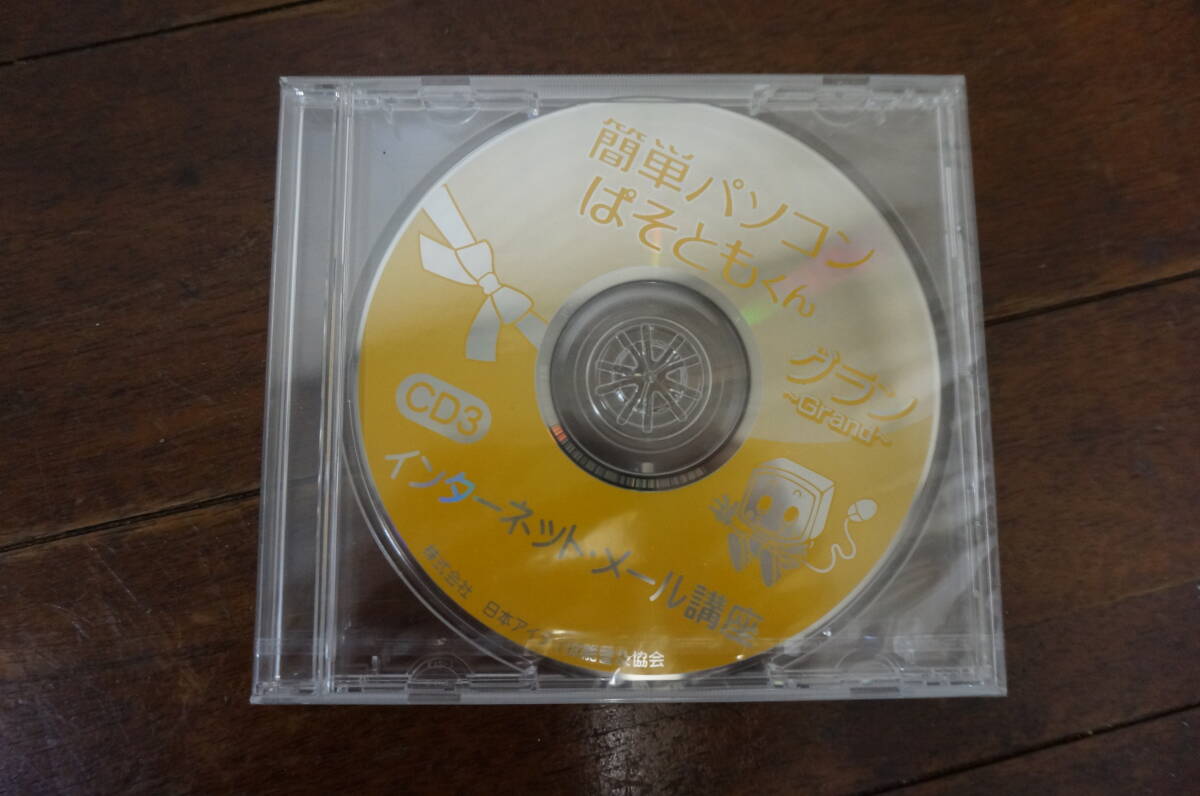 簡単パソコン
ぱそともくん
グラン
~Grand~
CD3
インターネット・メール講座
株式会社 日本アイ 協会